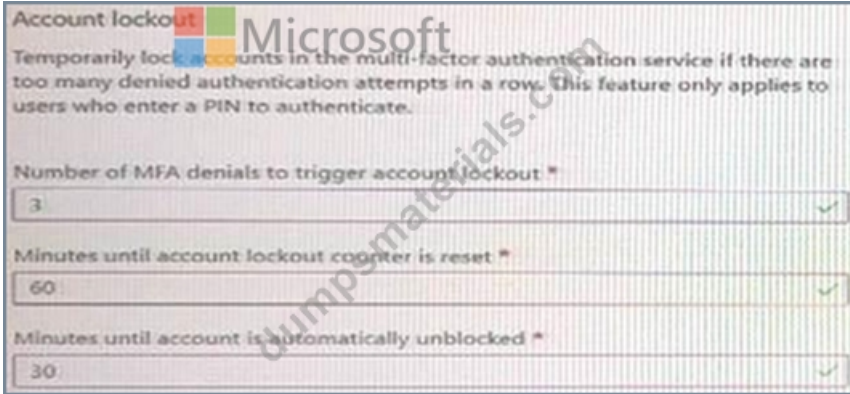 Account lockout
Microsoft
Temporarily lock accounts in the multi-factor authentication service if there are
too many denied authentication attempts in a row. This feature only applies to
users who enter a PIN to authenticate.
Number of MFA denials to trigger account lockout *
3
Minutes until account lockout counter is reset *
60
Minutes until account is automatically unblocked *
30
dumpsmaterials.com